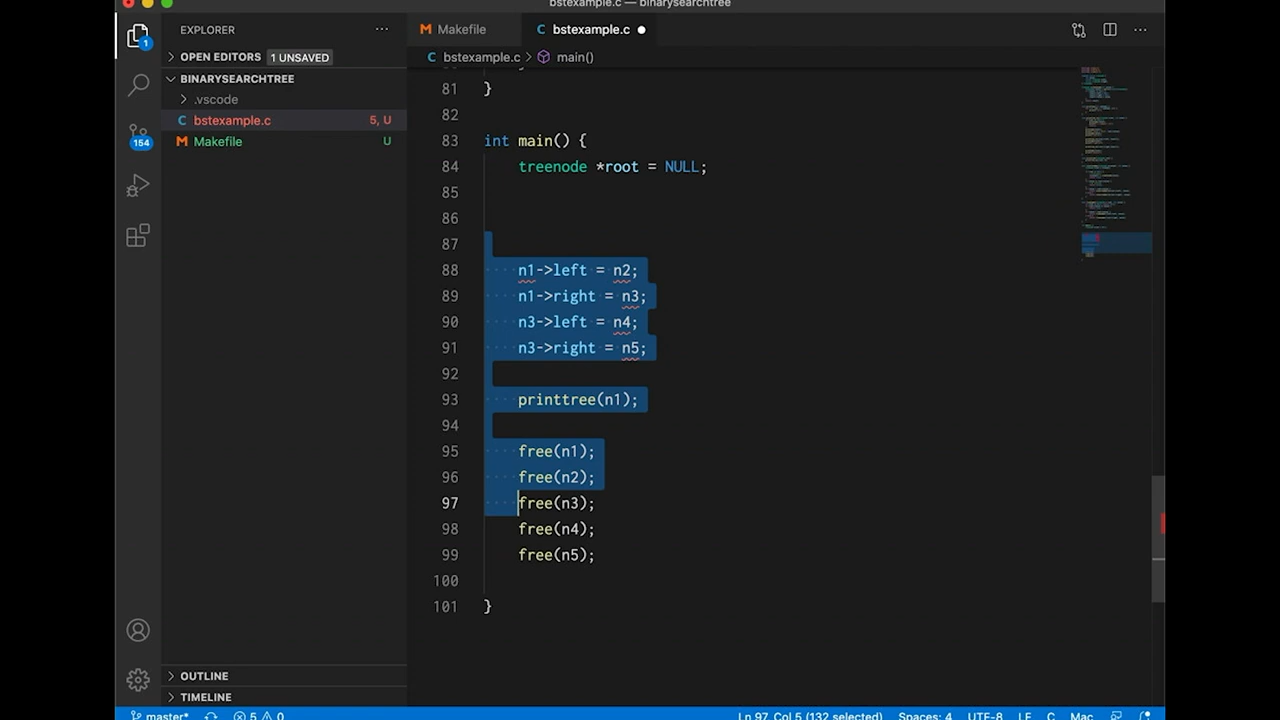 bstexample.c — binarysearchtree
EXPLORER ...
OPEN EDITORS 1 UNSAVED
BINARYSEARCHTREE
.vscode
C bstexample.c 5, U
M Makefile U
1
154
OUTLINE
TIMELINE
M Makefile C bstexample.c ● ...
C bstexample.c > main()
81 }
82
83 int main() {
84 treenode *root = NULL;
85
86
87
88 n1->left = n2;
89 n1->right = n3;
90 n3->left = n4;
91 n3->right = n5;
92
93 printtree(n1);
94
95 free(n1);
96 free(n2);
97 free(n3);
98 free(n4);
99 free(n5);
100
101 }
master* 5 0 Ln 97, Col 5 (132 selected) Spaces: 4 UTF-8 LF C Mac